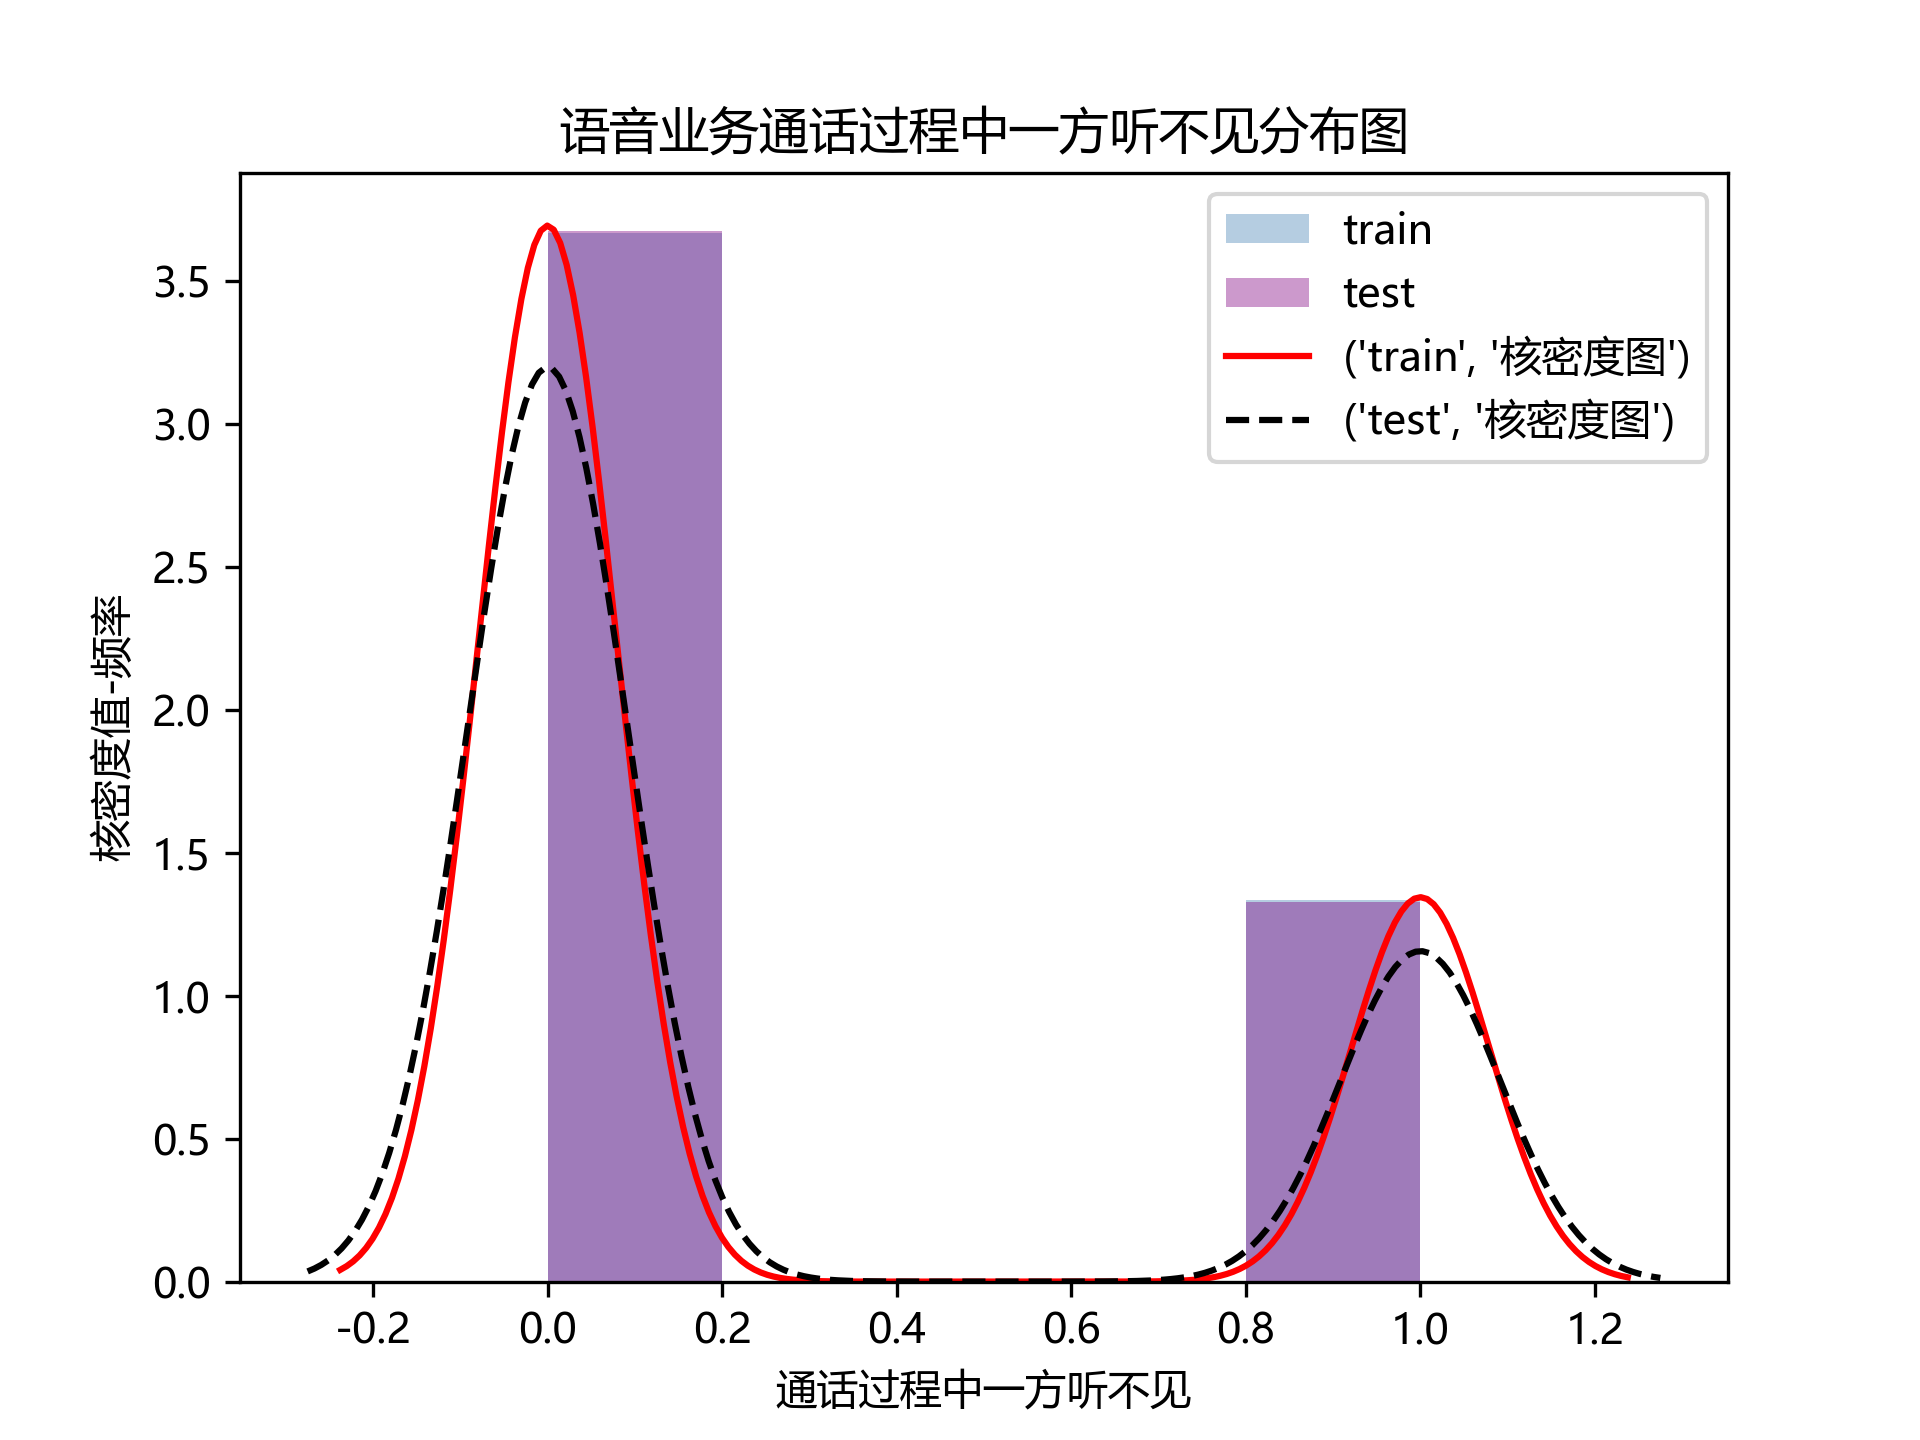 语音业务通话过程中一方听不见分布图
train
test
('train', '核密度图')
('test', '核密度图')
核密度值-频率
3.5
3.0
2.5
2.0
1.5
1.0
0.5
0.0
-0.2 0.0 0.2 0.4 0.6 0.8 1.0 1.2
通话过程中一方听不见